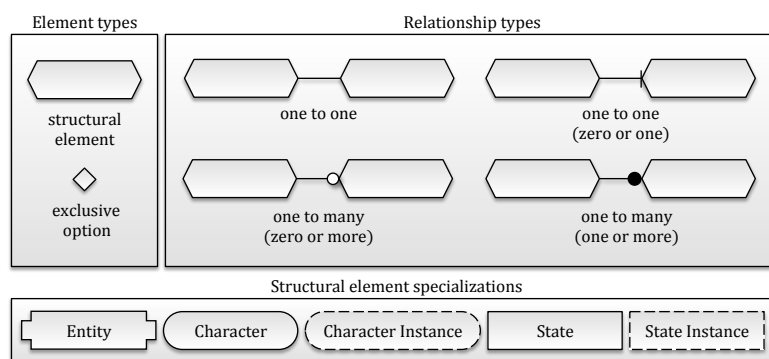 Element types
Relationship types
structural
element
exclusive
option
one to one
one to one
(zero or one)
one to many
(zero or more)
one to many
(one or more)
Structural element specializations
Entity
Character
Character Instance
State
State Instance